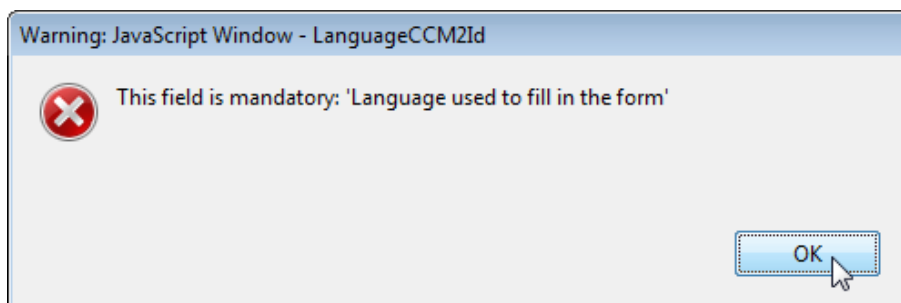 Warning: JavaScript Window - LanguageCCM2Id
This field is mandatory: 'Language used to fill in the form'
OK